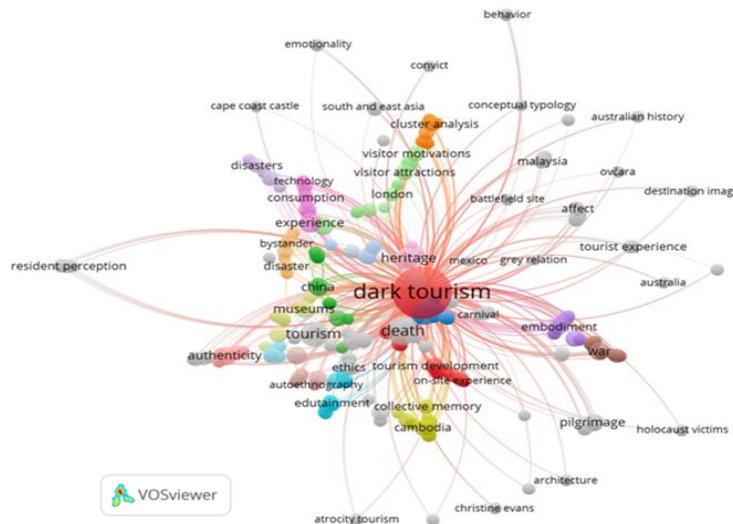 behavior
emotionality
convict
cape coast castle
south and east asia
conceptual typology
australian history
cluster analysis
visitor motivations
disasters
visitor attractions
malaysia
technology
ovcara
consumption
london
battlefield site
destination imag
affect
experience
bystander
tourist experience
resident perception
disaster
heritage
mexico
grey relation
china
dark tourism
australia
museums
carnival
tourism
death
embodiment
authenticity
ethics
tourism development
war
autoethnography
on-site experience
edutainment
collective memory
cambodia
pilgrimage
holocaust victims
architecture
VOSviewer
christine evans
atrocity tourism